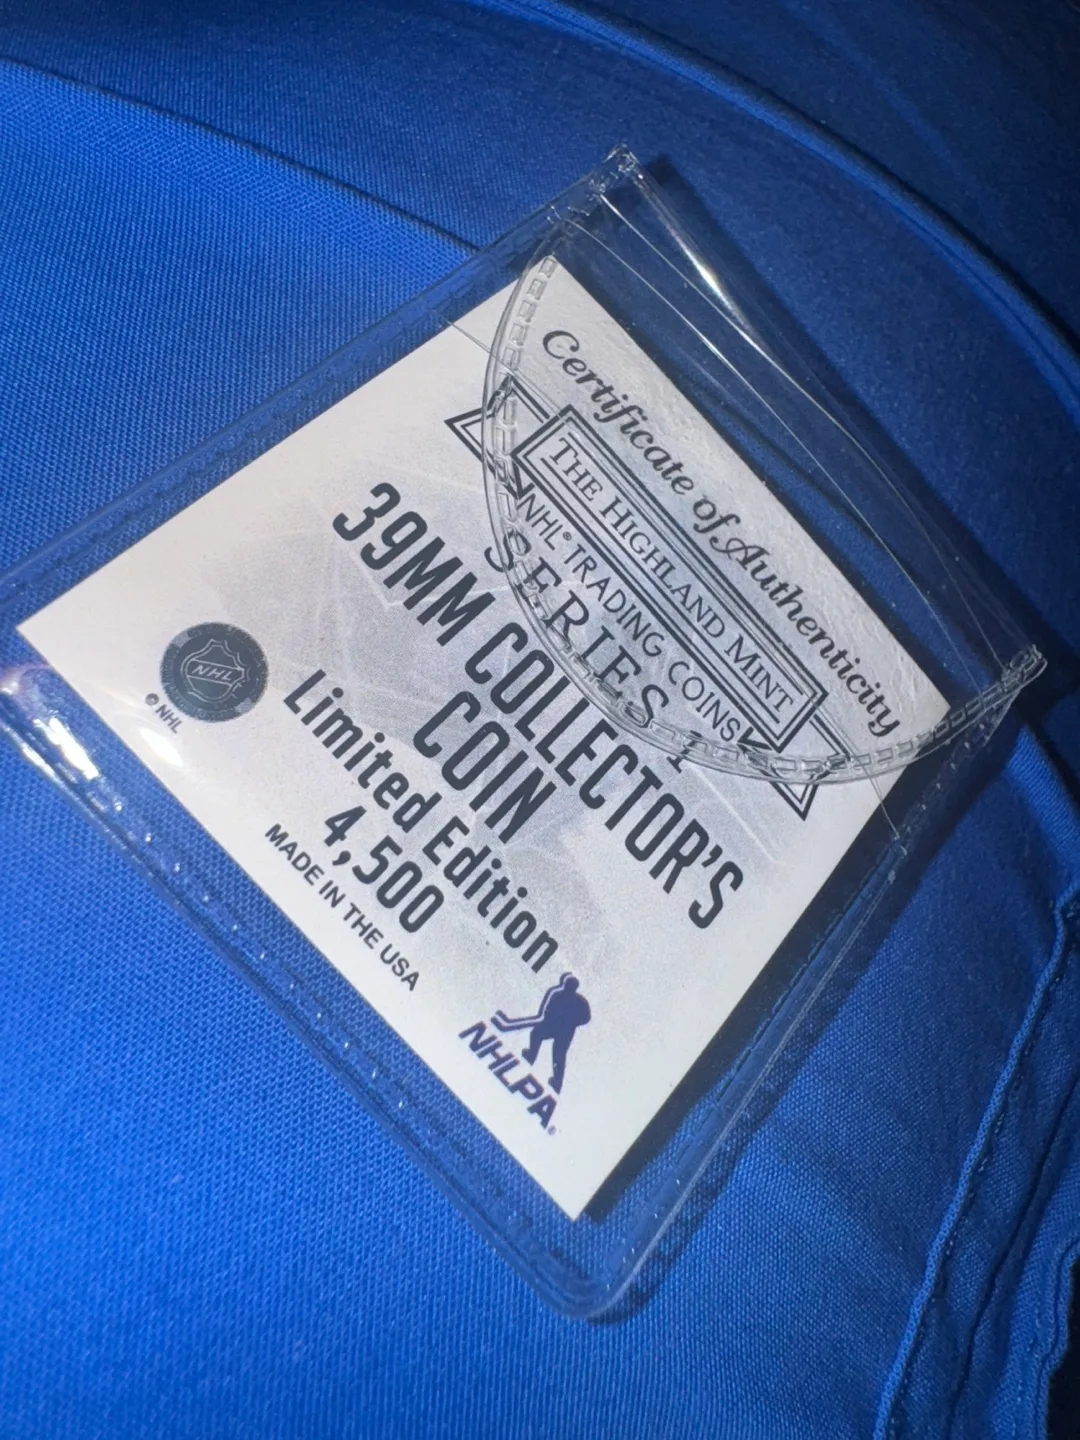 Certificate of Authenticity
THE HIGHLAND MINT
NHL® TRADING COINS
SERIES 1
39MM COLLECTOR'S
COIN
Limited Edition
4,500
MADE IN THE USA
NHL
© NHL
NHLPA®